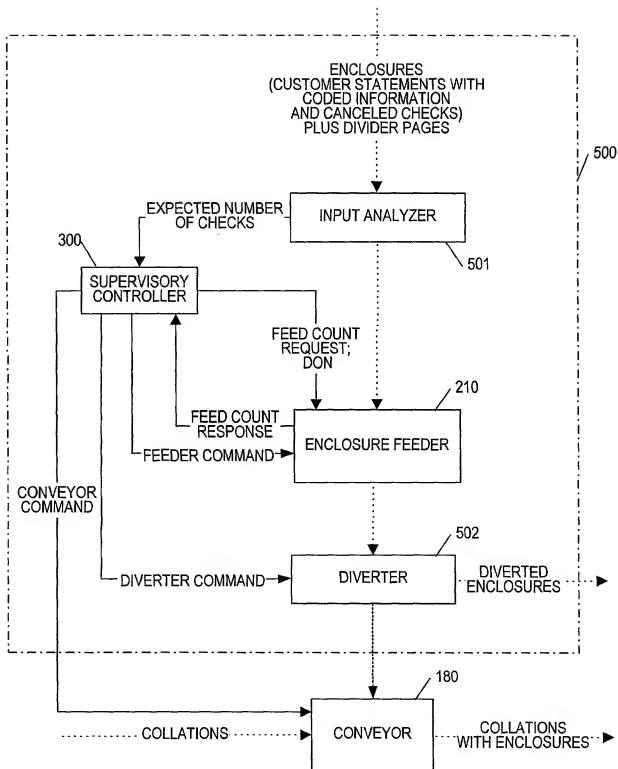 ENCLOSURES
(CUSTOMER STATEMENTS WITH
CODED INFORMATION
AND CANCELED CHECKS)
PLUS DIVIDER PAGES
500
EXPECTED NUMBER
OF CHECKS
INPUT ANALYZER
501
300
SUPERVISORY
CONTROLLER
FEED COUNT
REQUEST;
DON
210
FEED COUNT
RESPONSE
ENCLOSURE FEEDER
FEEDER COMMAND
CONVEYOR
COMMAND
502
DIVERTER COMMAND
DIVERTER
DIVERTED
ENCLOSURES
180
COLLATIONS
CONVEYOR
COLLATIONS
WITH ENCLOSURES